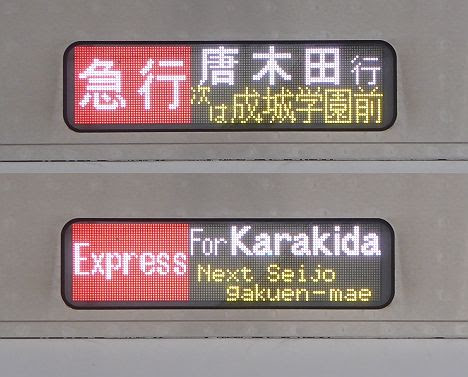 急行 唐木田行
次は成城学園前
Express For Karakida
Next Seijo
gakuen-mae